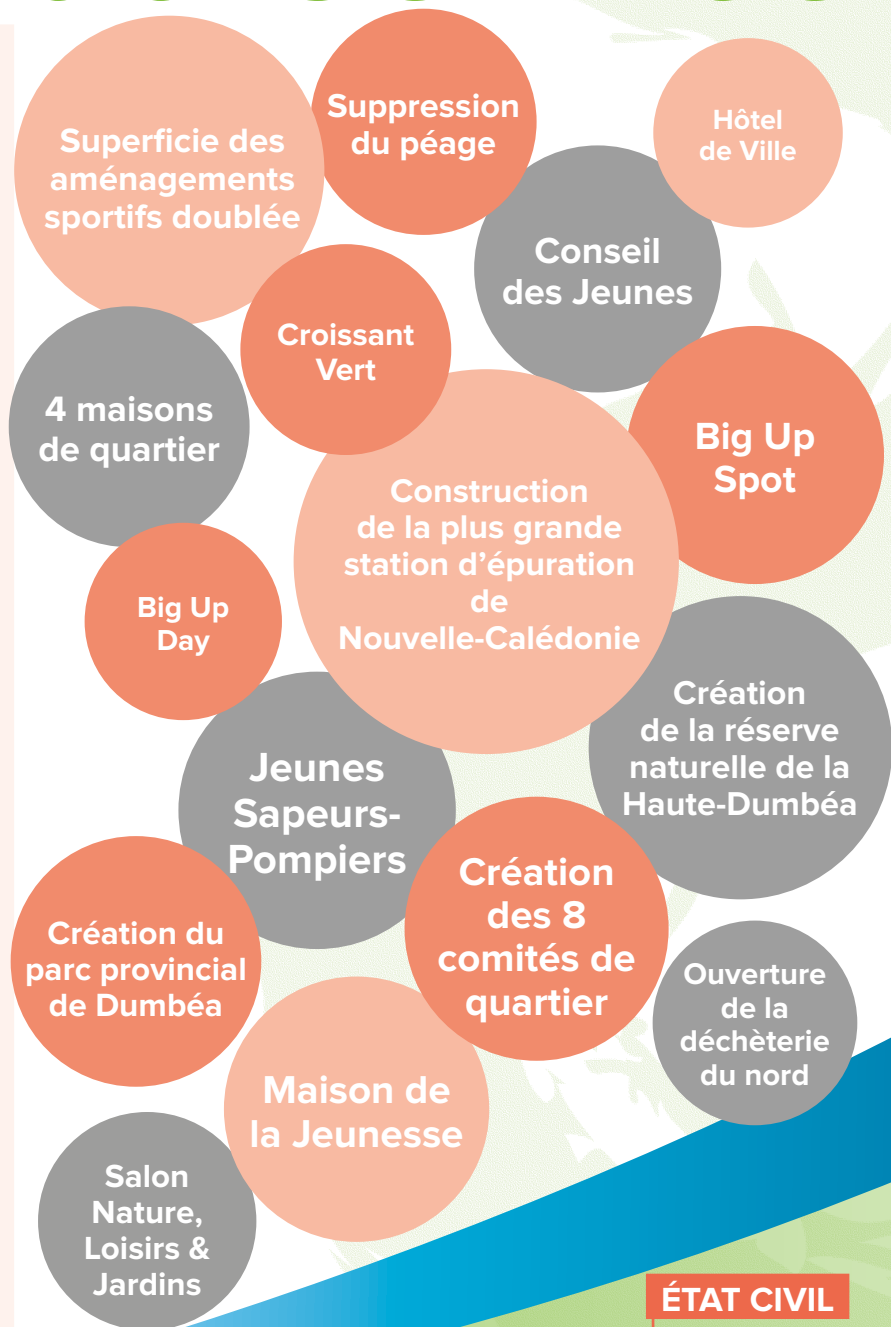 Superficie des
aménagements
sportifs doublée
Suppression
du péage
Hôtel
de Ville
Conseil
des Jeunes
Croissant
Vert
4 maisons
de quartier
Big Up
Spot
Construction
de la plus grande
station d'épuration
de
Nouvelle-Calédonie
Big Up
Day
Création
de la réserve
naturelle de la
Haute-Dumbéa
Jeunes
Sapeurs-
Pompiers
Création
des 8
comités de
quartier
Création du
parc provincial
de Dumbéa
Ouverture
de la
déchèterie
du nord
Maison de
la Jeunesse
Salon
Nature,
Loisirs &
Jardins
ÉTAT CIVIL